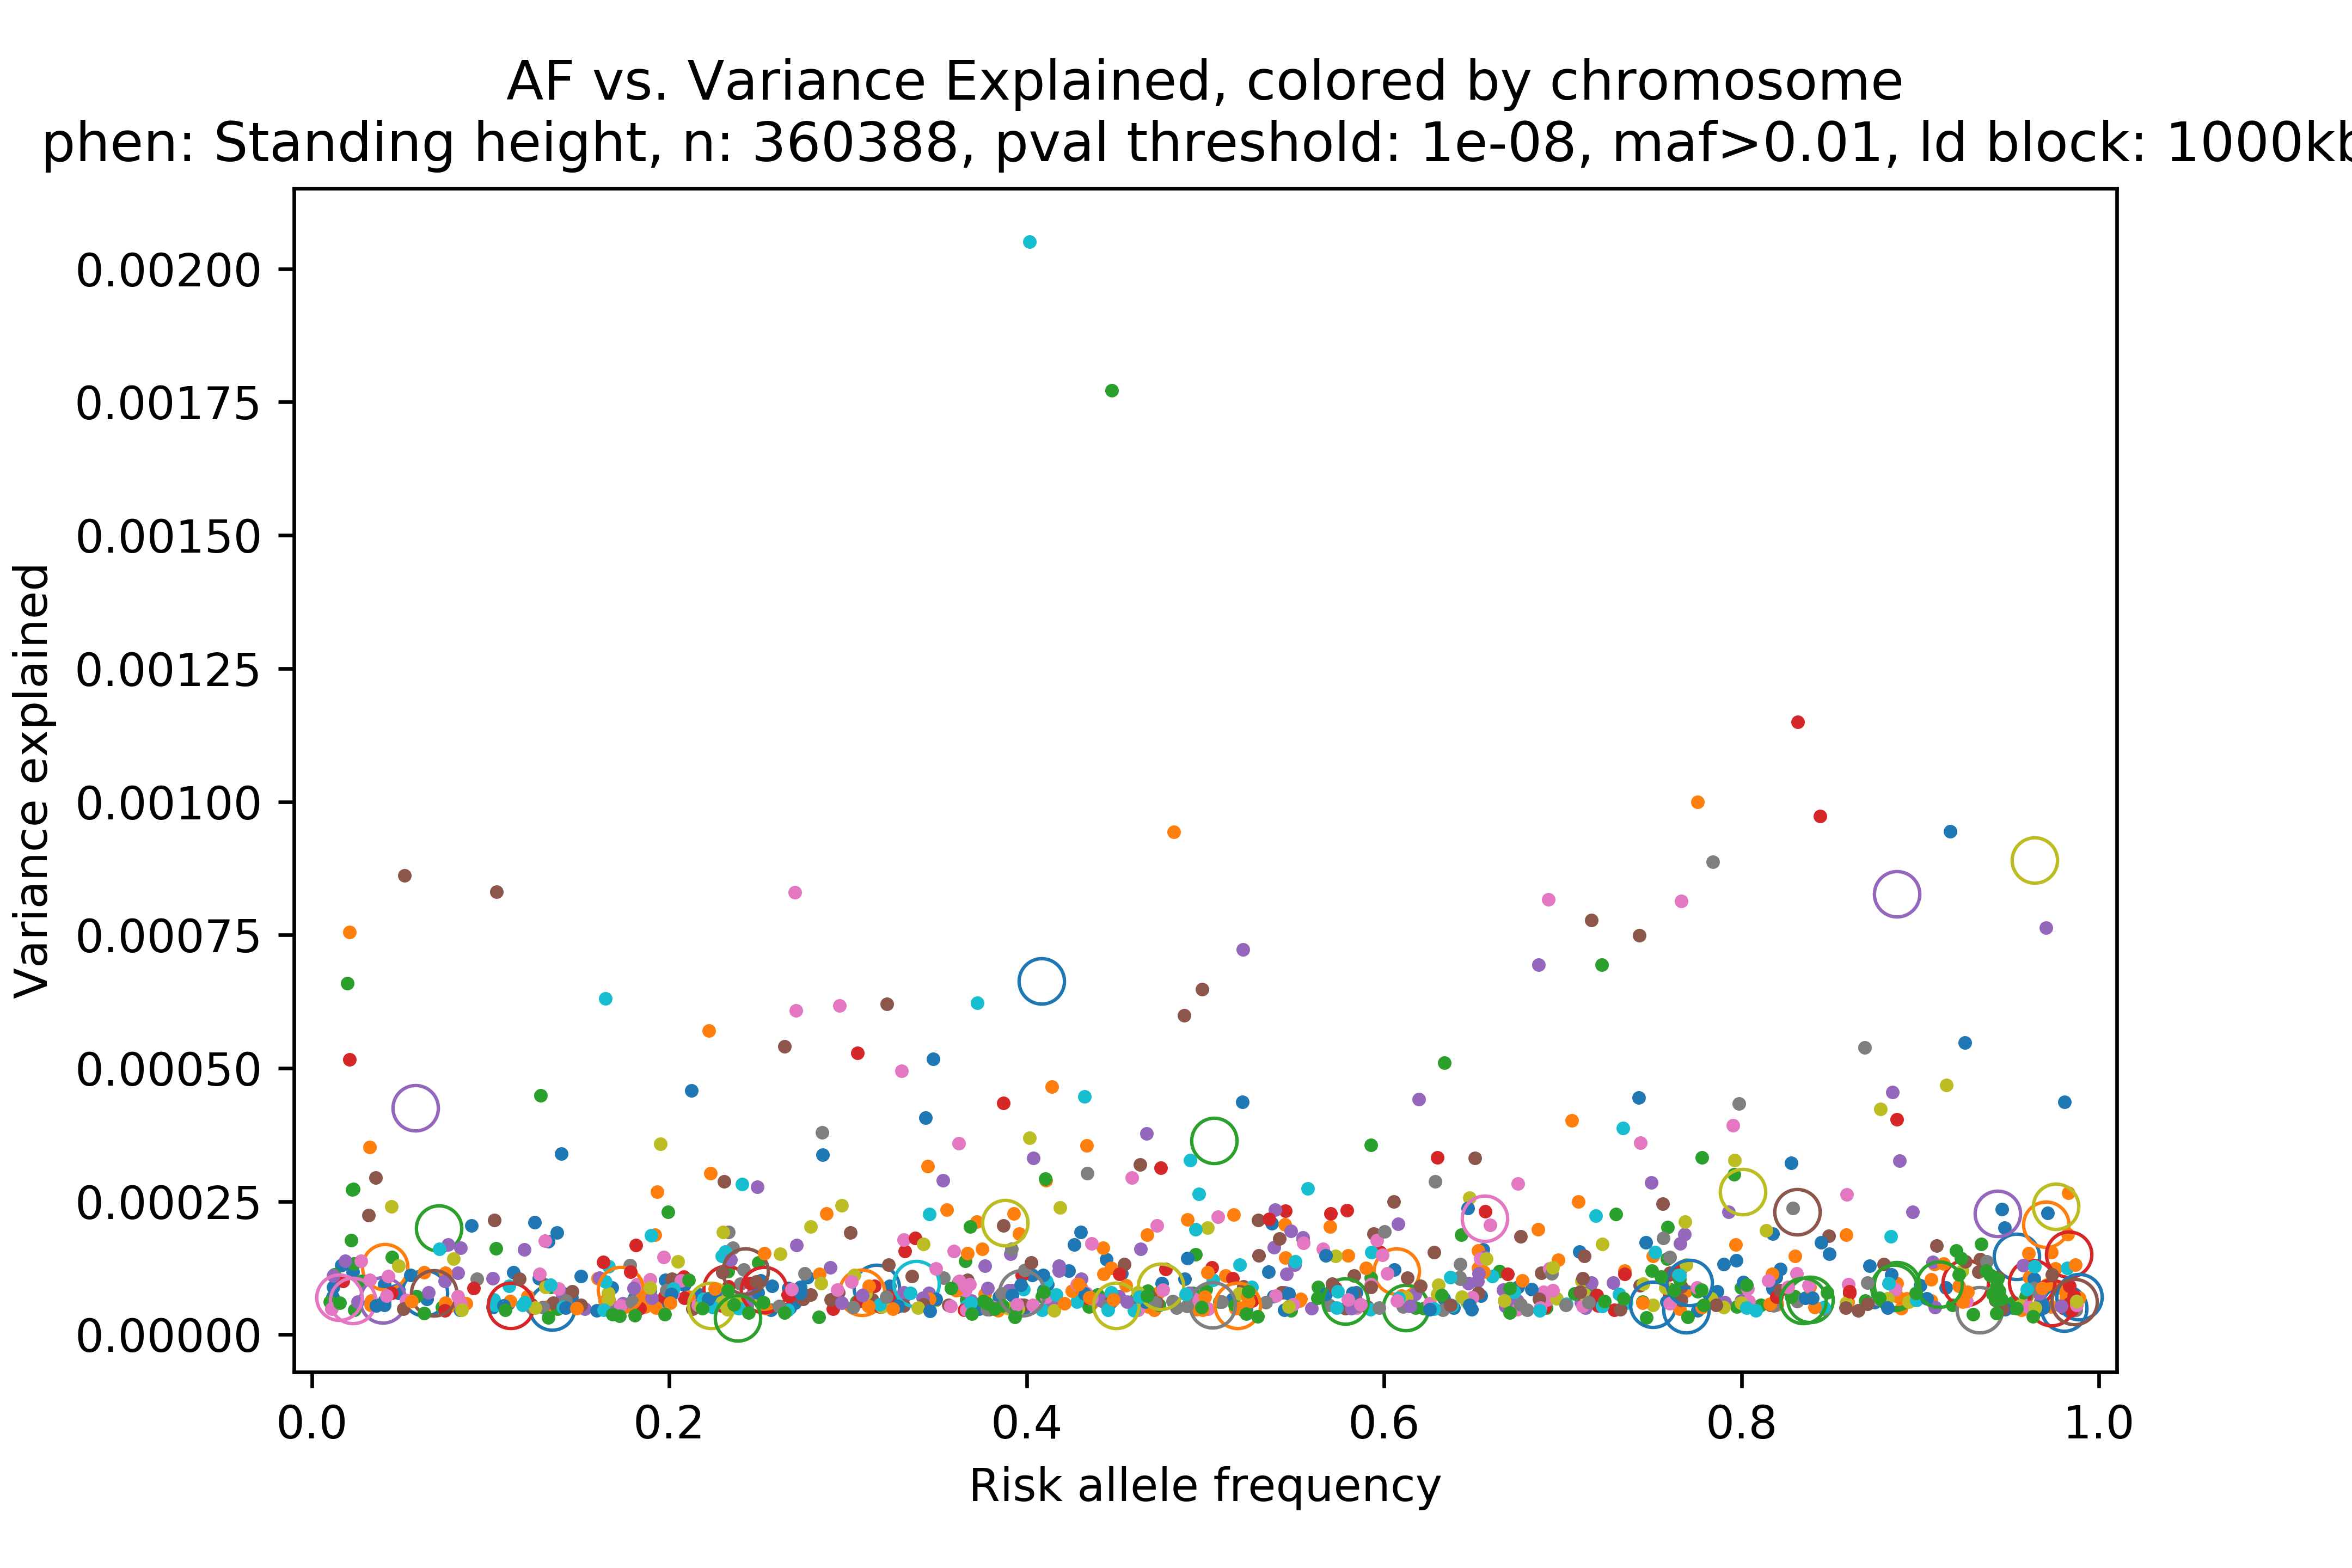 AF vs. Variance Explained, colored by chromosome
phen: Standing height, n: 360388, pval threshold: 1e-08, maf>0.01, ld block: 1000kb
0.00200
0.00175
0.00150
0.00125
0.00100
0.00075
0.00050
0.00025
0.00000
Variance explained
0.0 0.2 0.4 0.6 0.8 1.0
Risk allele frequency